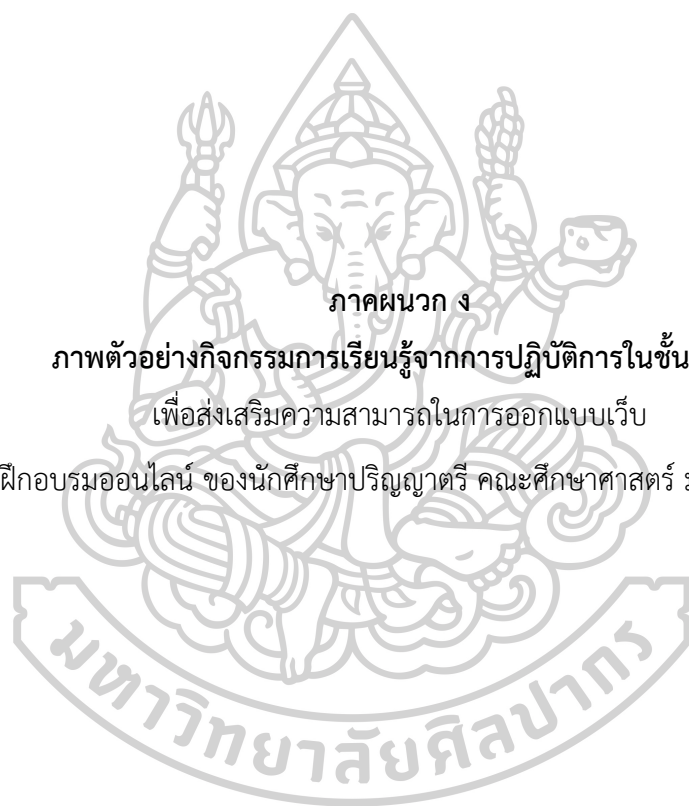 ภาคผนวก ง
ภาพตัวอย่างกิจกรรมการเรียนรู้จากการปฏิบัติการในชั้น
เพื่อส่งเสริมความสามารถในการออกแบบเว็บ
ฝึกอบรมออนไลน์ ของนักศึกษาปริญญาตรี คณะศึกษาศาสตร์
มหาวิทยาลัยศิลปากร